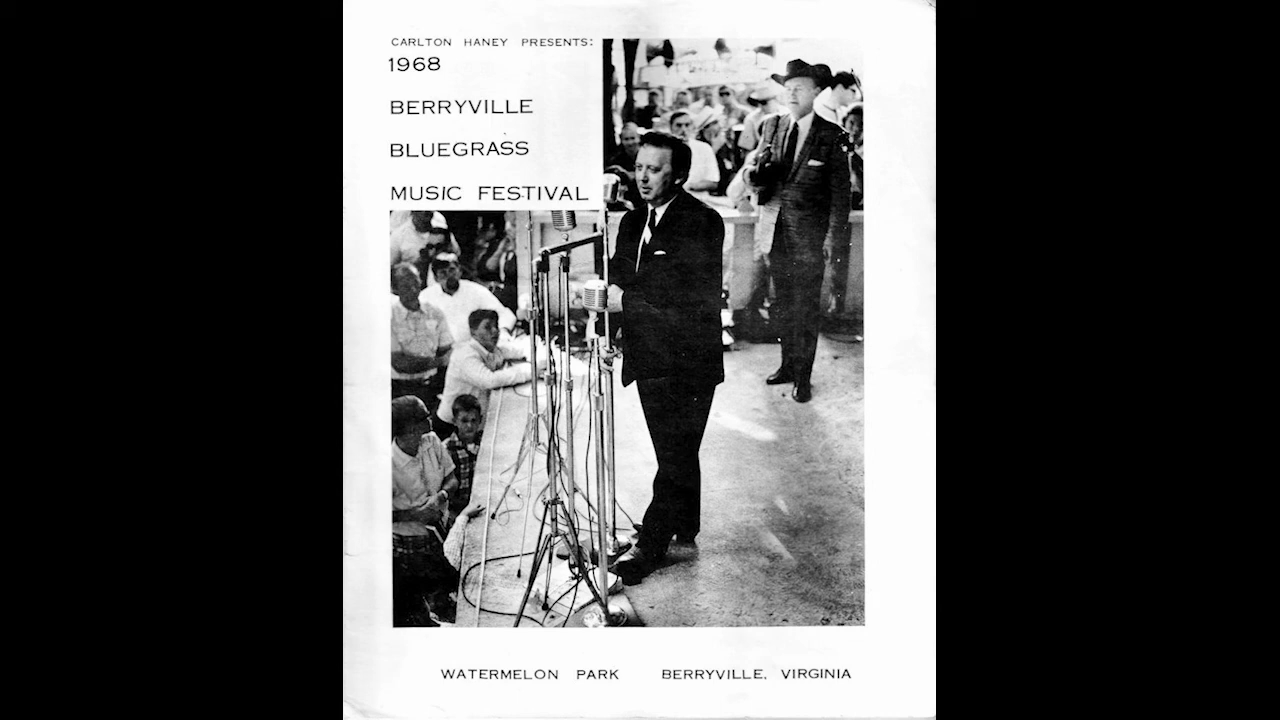 CARLTON HANEY PRESENTS:
1968
BERRYVILLE
BLUEGRASS
MUSIC FESTIVAL
WATERMELON PARK BERRYVILLE, VIRGINIA